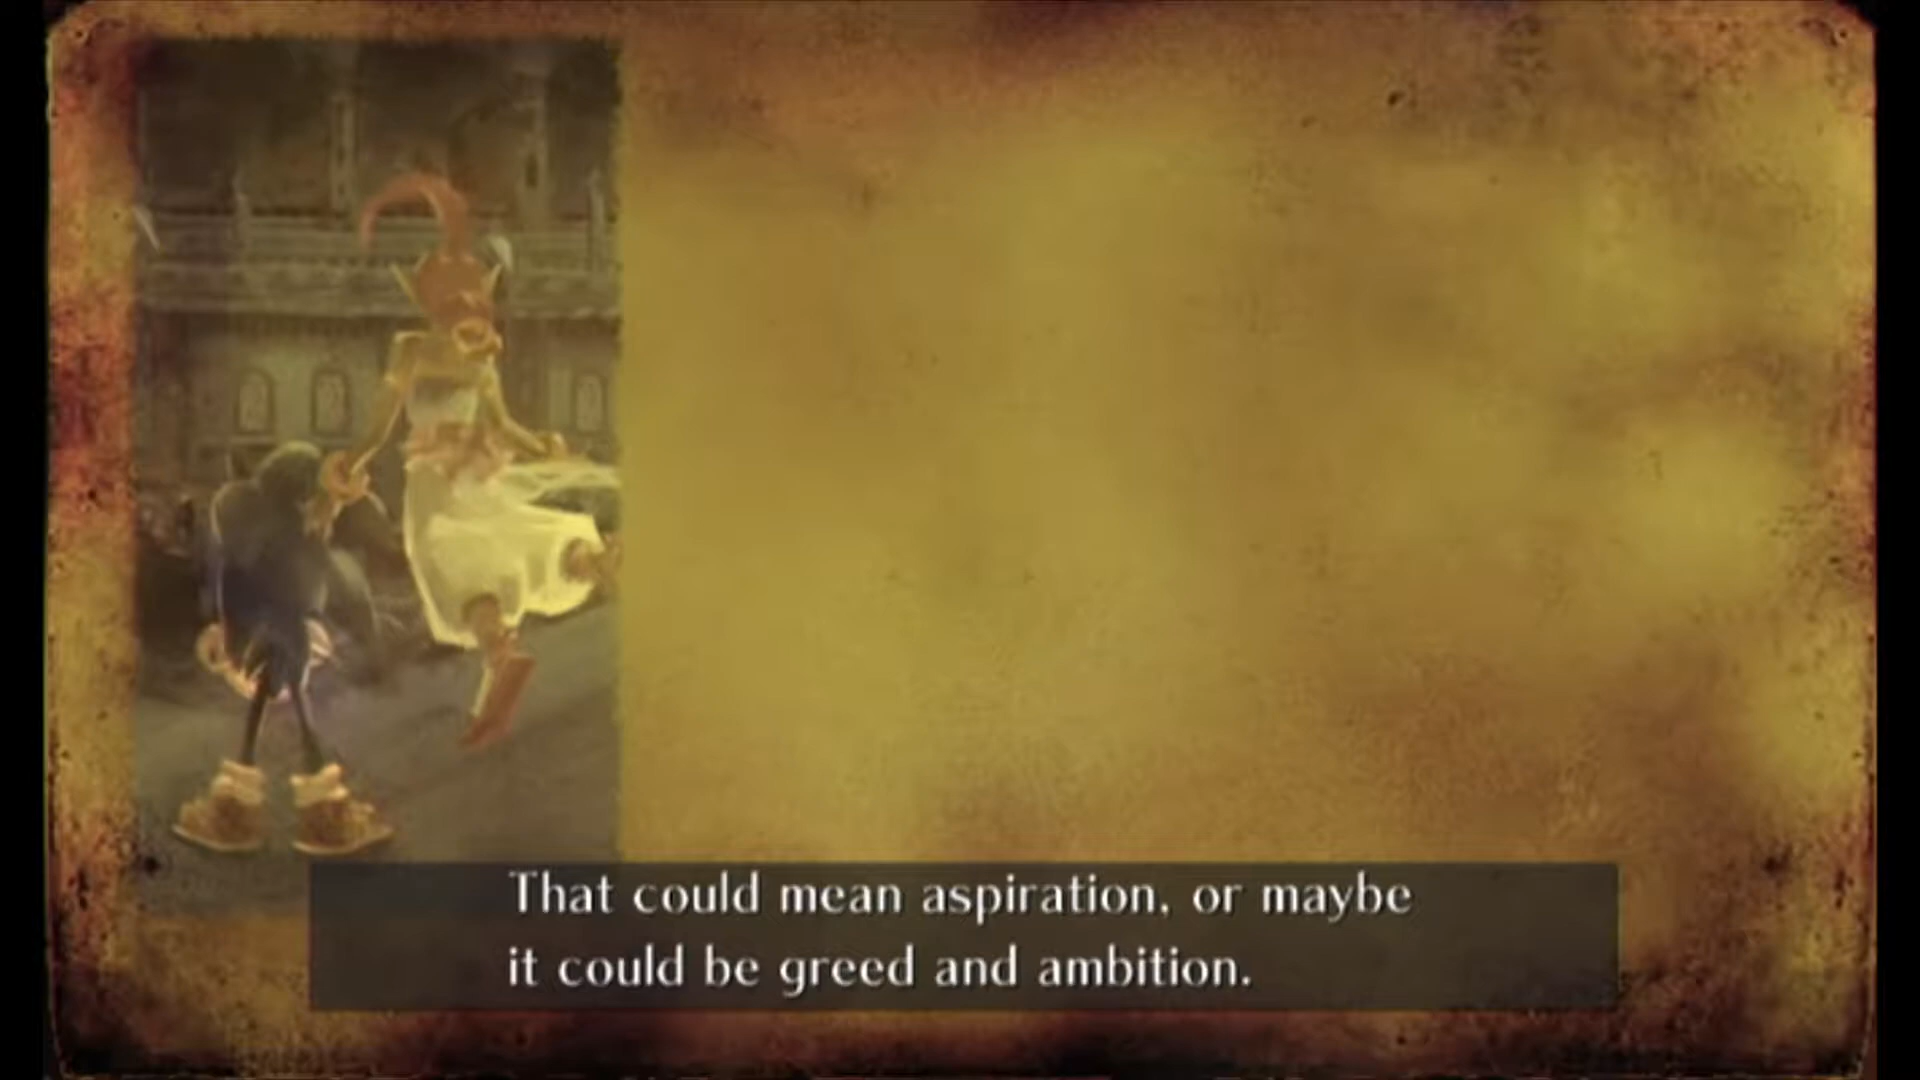 That could mean aspiration, or maybe
it could be greed and ambition.